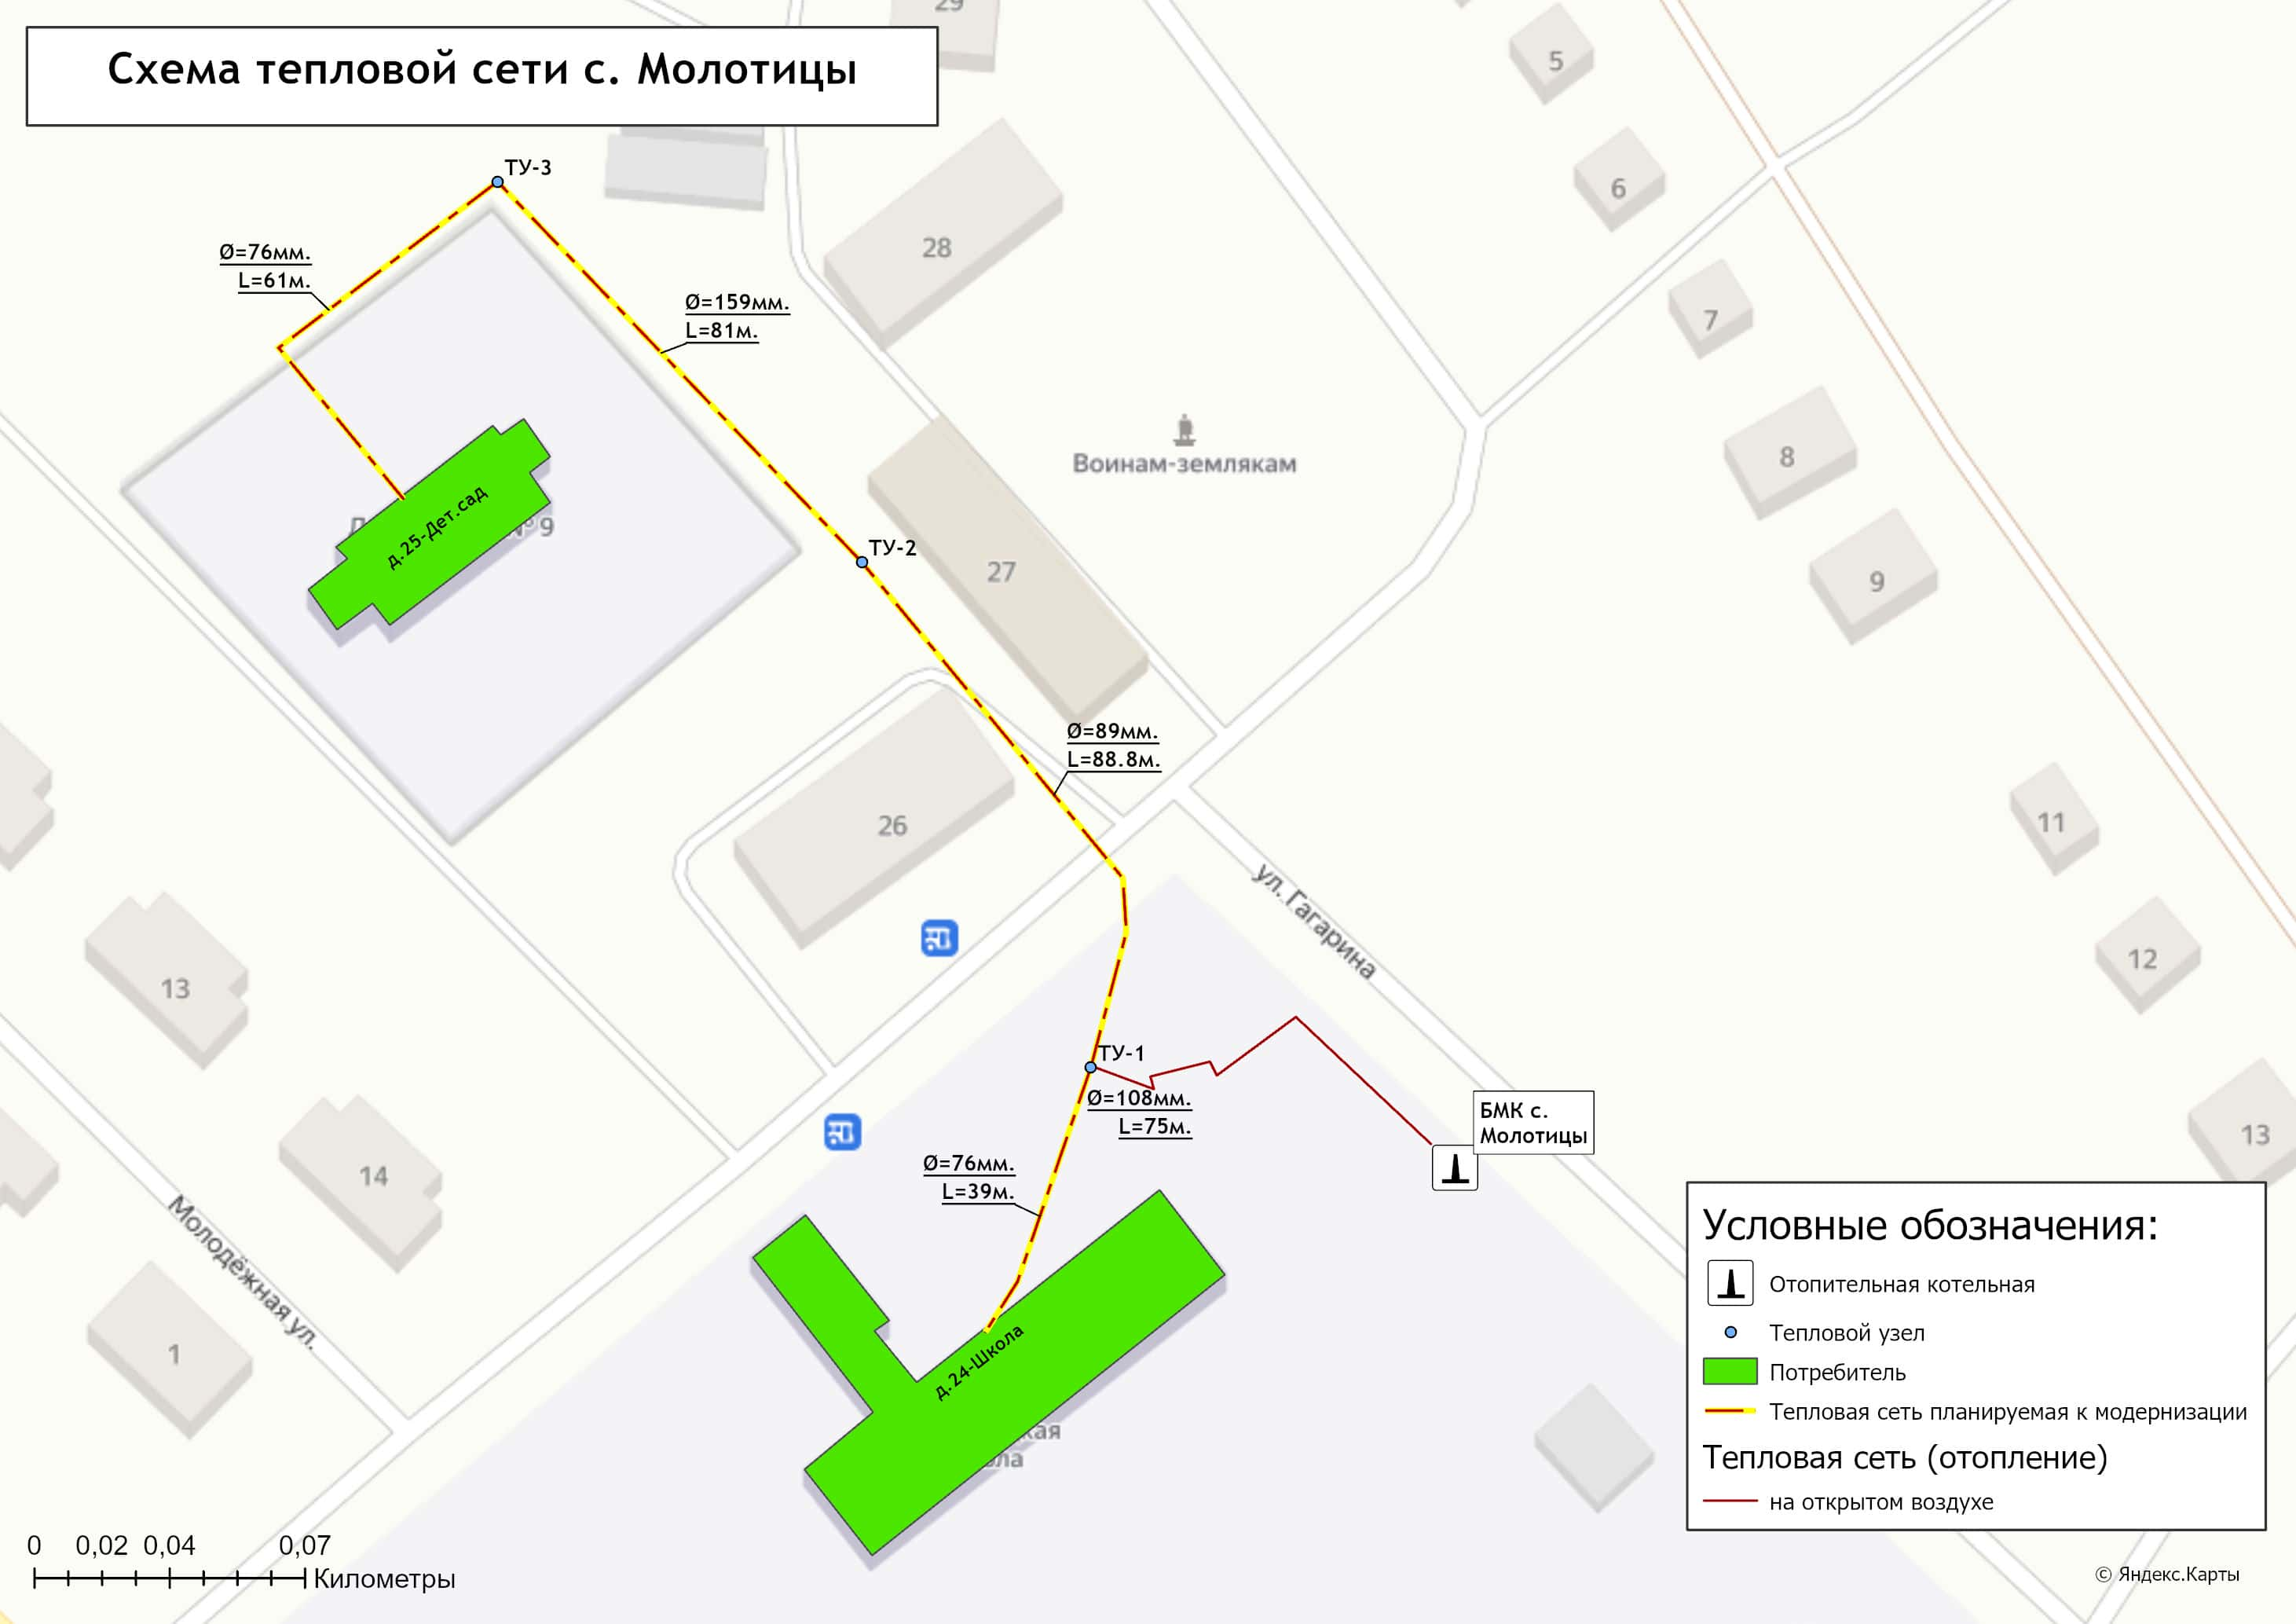 29
Схема тепловой сети с. Молотицы
5
ТУ-3
6
28
Ø=76мм.
L=61м.
Ø=159мм.
L=81м.
7
Воинам-землякам
8
д.25-Дет.сад
№9
ТУ-2
27
9
Ø=89мм.
L=88.8м.
26
11
ул. Гагарина
12
13
ТУ-1
Ø=108мм.
L=75м.
БМК с.
Молотицы
13
14
Ø=76мм.
L=39м.
Молодёжная ул.
1
д.24-Школа
Условные обозначения:
Отопительная котельная
Тепловой узел
Потребитель
Тепловая сеть планируемая к модернизации
Тепловая сеть (отопление)
на открытом воздухе
0 0,02 0,04 0,07
Километры
© Яндекс.Карты